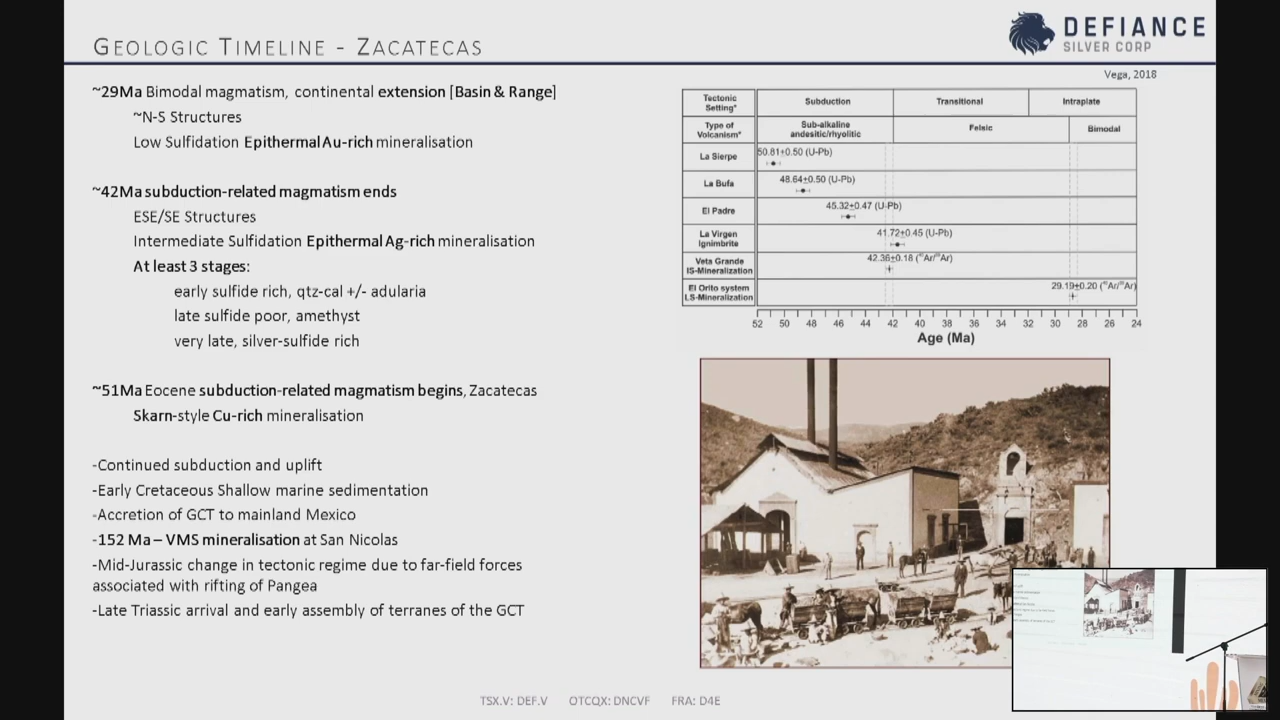 GEOLOGIC TIMELINE - ZACATECAS
DEFIANCE
SILVER CORP
~29Ma Bimodal magmatism, continental extension [Basin & Range]
~N-S Structures
Low Sulfidation Epithermal Au-rich mineralisation
~42Ma subduction-related magmatism ends
ESE/SE Structures
Intermediate Sulfidation Epithermal Ag-rich mineralisation
At least 3 stages:
early sulfide rich, qtz-cal +/- adularia
late sulfide poor, amethyst
very late, silver-sulfide rich
~51Ma Eocene subduction-related magmatism begins, Zacatecas
Skarn-style Cu-rich mineralisation
-Continued subduction and uplift
-Early Cretaceous Shallow marine sedimentation
-Accretion of GCT to mainland Mexico
-152 Ma – VMS mineralisation at San Nicolas
-Mid-Jurassic change in tectonic regime due to far-field forces
associated with rifting of Pangea
-Late Triassic arrival and early assembly of terranes of the GCT
Vega, 2018
Tectonic
Setting*
Subduction
Transitional
Intraplate
Type of
Volcanism*
Sub-alkaline
andesitic/rhyolitic
Felsic
Bimodal
La Sierpe
50.81±0.50 (U-Pb)
La Bufa
48.64±0.50 (U-Pb)
El Padre
45.32±0.47 (U-Pb)
La Virgen
Ignimbrite
41.72±0.45 (U-Pb)
Veta Grande
IS-Mineralization
42.36±0.18 (⁴⁰Ar/³⁹Ar)
El Orito system
LS-Mineralization
29.19±0.20 (⁴⁰Ar/³⁹Ar)
52 50 48 46 44 42 40 38 36 34 32 30 28 26 24
Age (Ma)
TSX.V: DEF.V OTCQX: DNCVF FRA: D4E